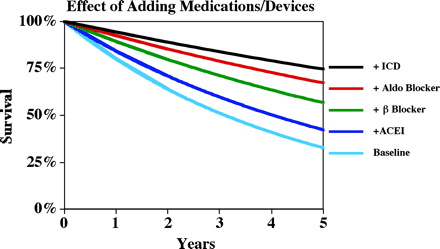 Effect of Adding Medications/Devices
100%
75%
50%
25%
0%
Survival
0
1
2
3
4
5
Years
+ ICD
+ Aldo Blocker
+ β Blocker
+ACEI
Baseline